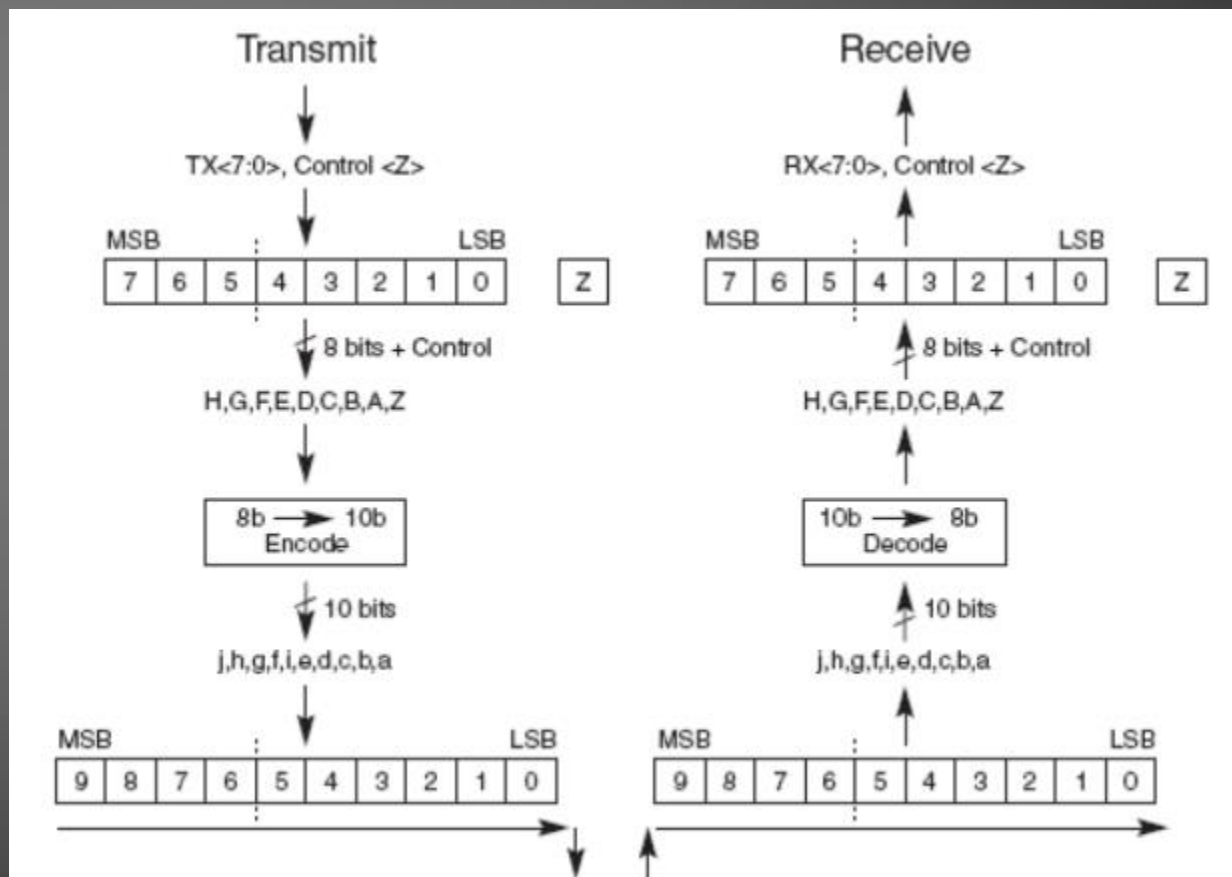 Transmit
TX<7:0>, Control <Z>
MSB LSB
7 6 5 4 3 2 1 0 Z
8 bits + Control
H,G,F,E,D,C,B,A,Z
8b 10b
Encode
10 bits
j,h,g,f,i,e,d,c,b,a
MSB LSB
9 8 7 6 5 4 3 2 1 0
Receive
RX<7:0>, Control <Z>
MSB LSB
7 6 5 4 3 2 1 0 Z
8 bits + Control
H,G,F,E,D,C,B,A,Z
10b 8b
Decode
10 bits
j,h,g,f,i,e,d,c,b,a
MSB LSB
9 8 7 6 5 4 3 2 1 0